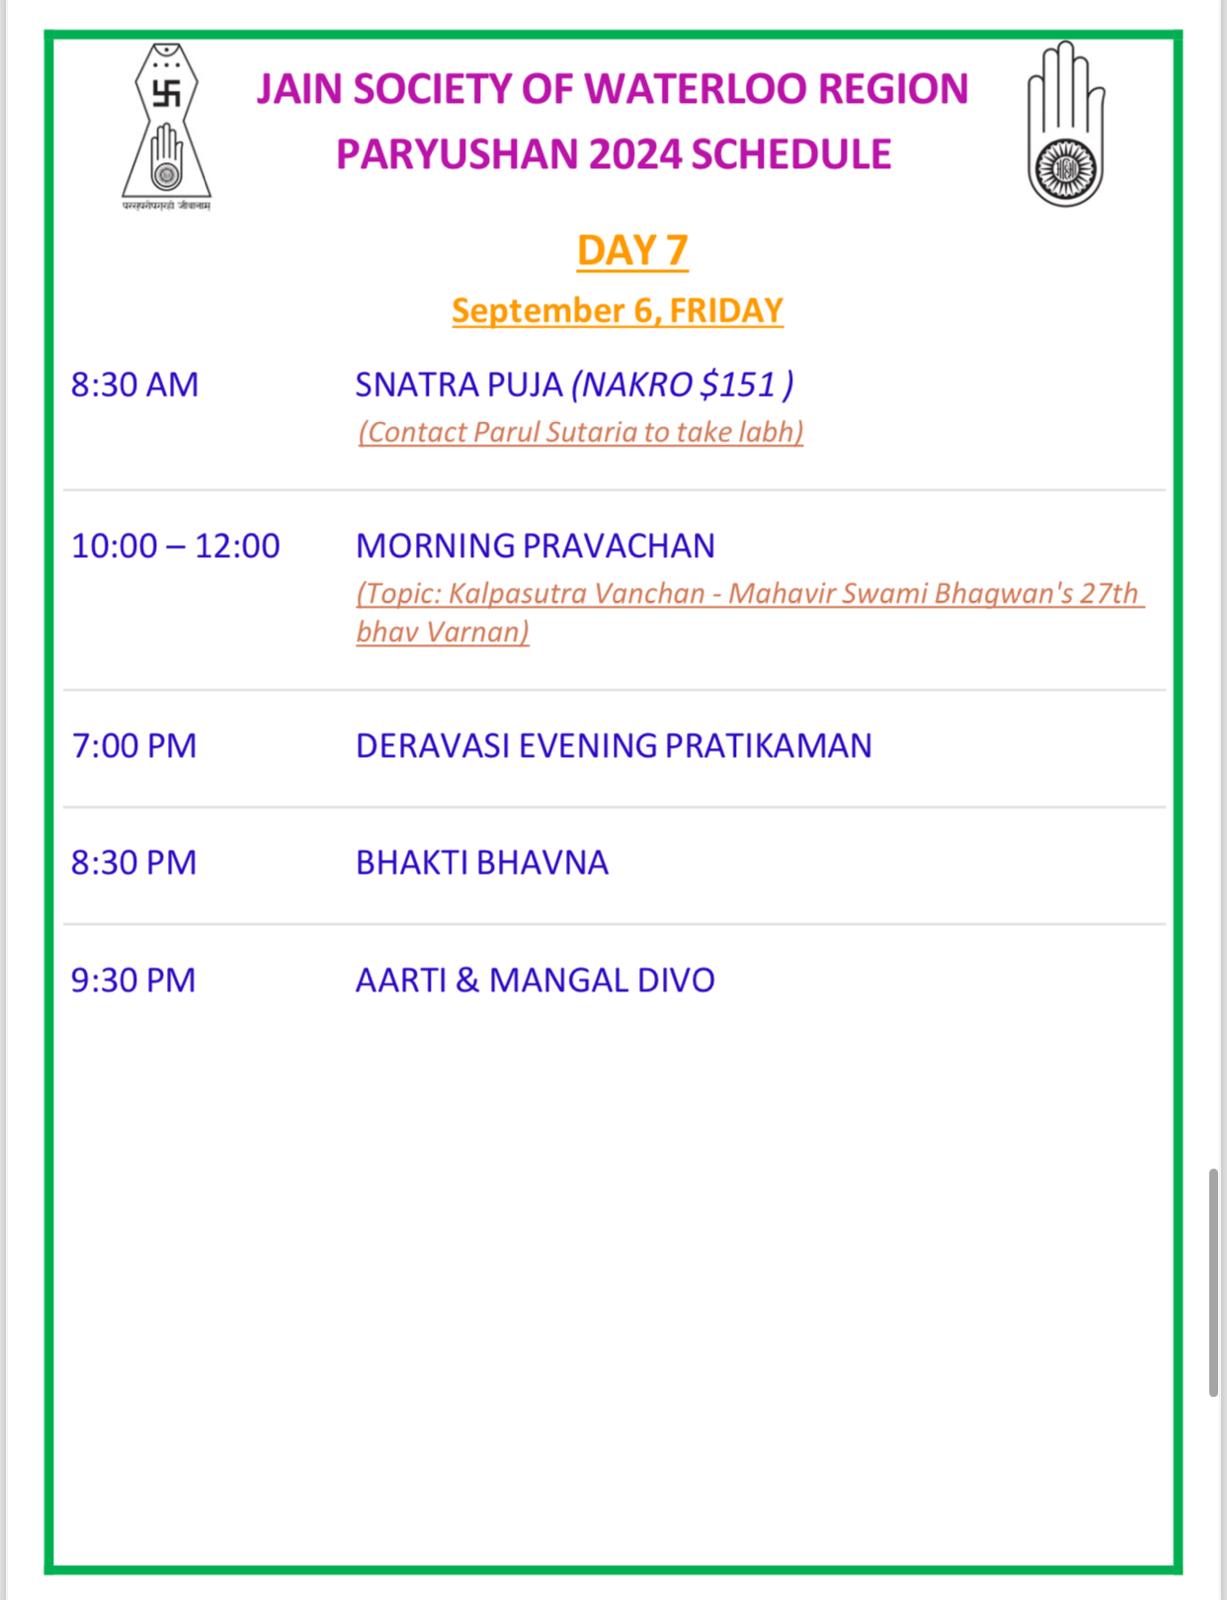 JAIN SOCIETY OF WATERLOO REGION
PARYUSHAN 2024 SCHEDULE
परस्परोपग्रहो जीवानाम्
DAY 7
September 6, FRIDAY
8:30 AM SNATRA PUJA (NAKRO $151 )
(Contact Parul Sutaria to take labh)
10:00 – 12:00 MORNING PRAVACHAN
(Topic: Kalpasutra Vanchan - Mahavir Swami Bhagwan's 27th
bhav Varnan)
7:00 PM DERAVASI EVENING PRATIKAMAN
8:30 PM BHAKTI BHAVNA
9:30 PM AARTI & MANGAL DIVO